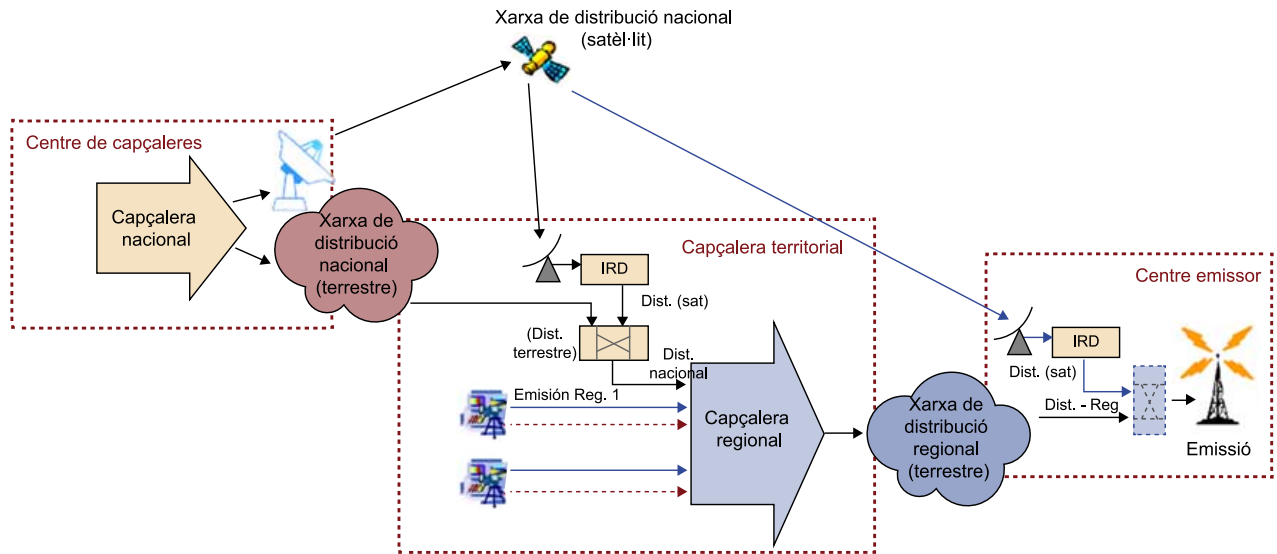 Xarxa de distribució nacional
(satèl·lit)
Centre de capçaleres
Capçalera
nacional
Xarxa de
distribució
nacional
(terrestre)
Capçalera territorial
IRD
Dist. (sat)
(Dist.
terrestre)
Dist.
nacional
Emisión Reg. 1
Capçalera
regional
Xarxa de
distribució
regional
(terrestre)
Centre emissor
IRD
Dist. (sat)
Dist. - Reg
Emissió